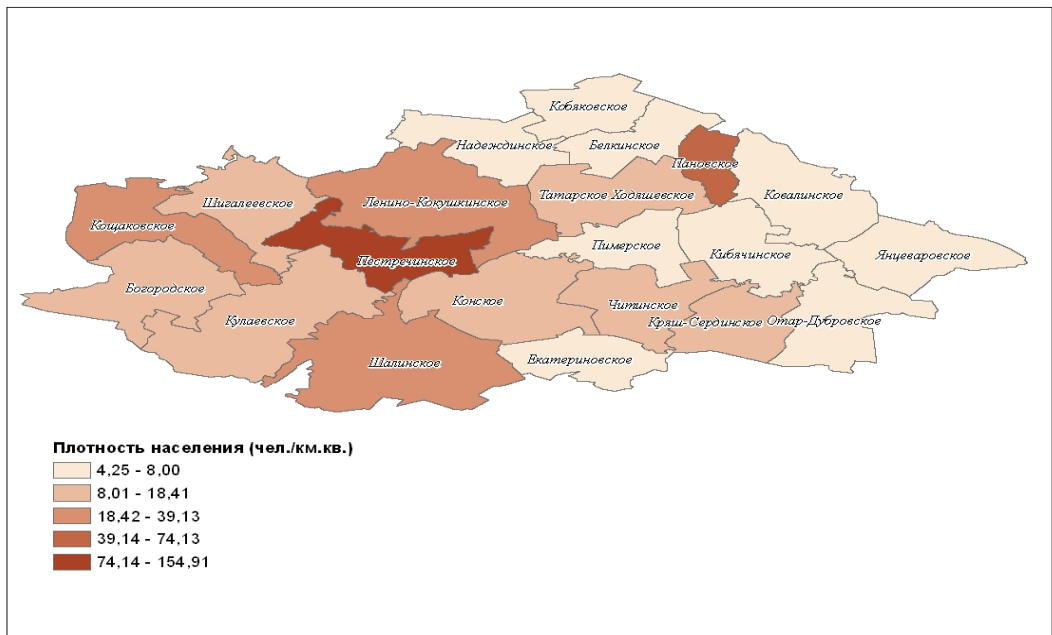 Кобяковское
Надеждинское
Белкинское
Пановское
Татарское Ходяшевское
Ковалинское
Шигалеевское
Ленино-Кокушкинское
Кощаковское
Пимерское
Кибячинское
Янцеваровское
Пестречинское
Богородское
Конское
Читинское
Кулаевское
Кряш-Сердинское
Отар-Дубровское
Шалинское
Екатериновское
Плотность населения (чел./км.кв.)
4,25 - 8,00
8,01 - 18,41
18,42 - 39,13
39,14 - 74,13
74,14 - 154,91